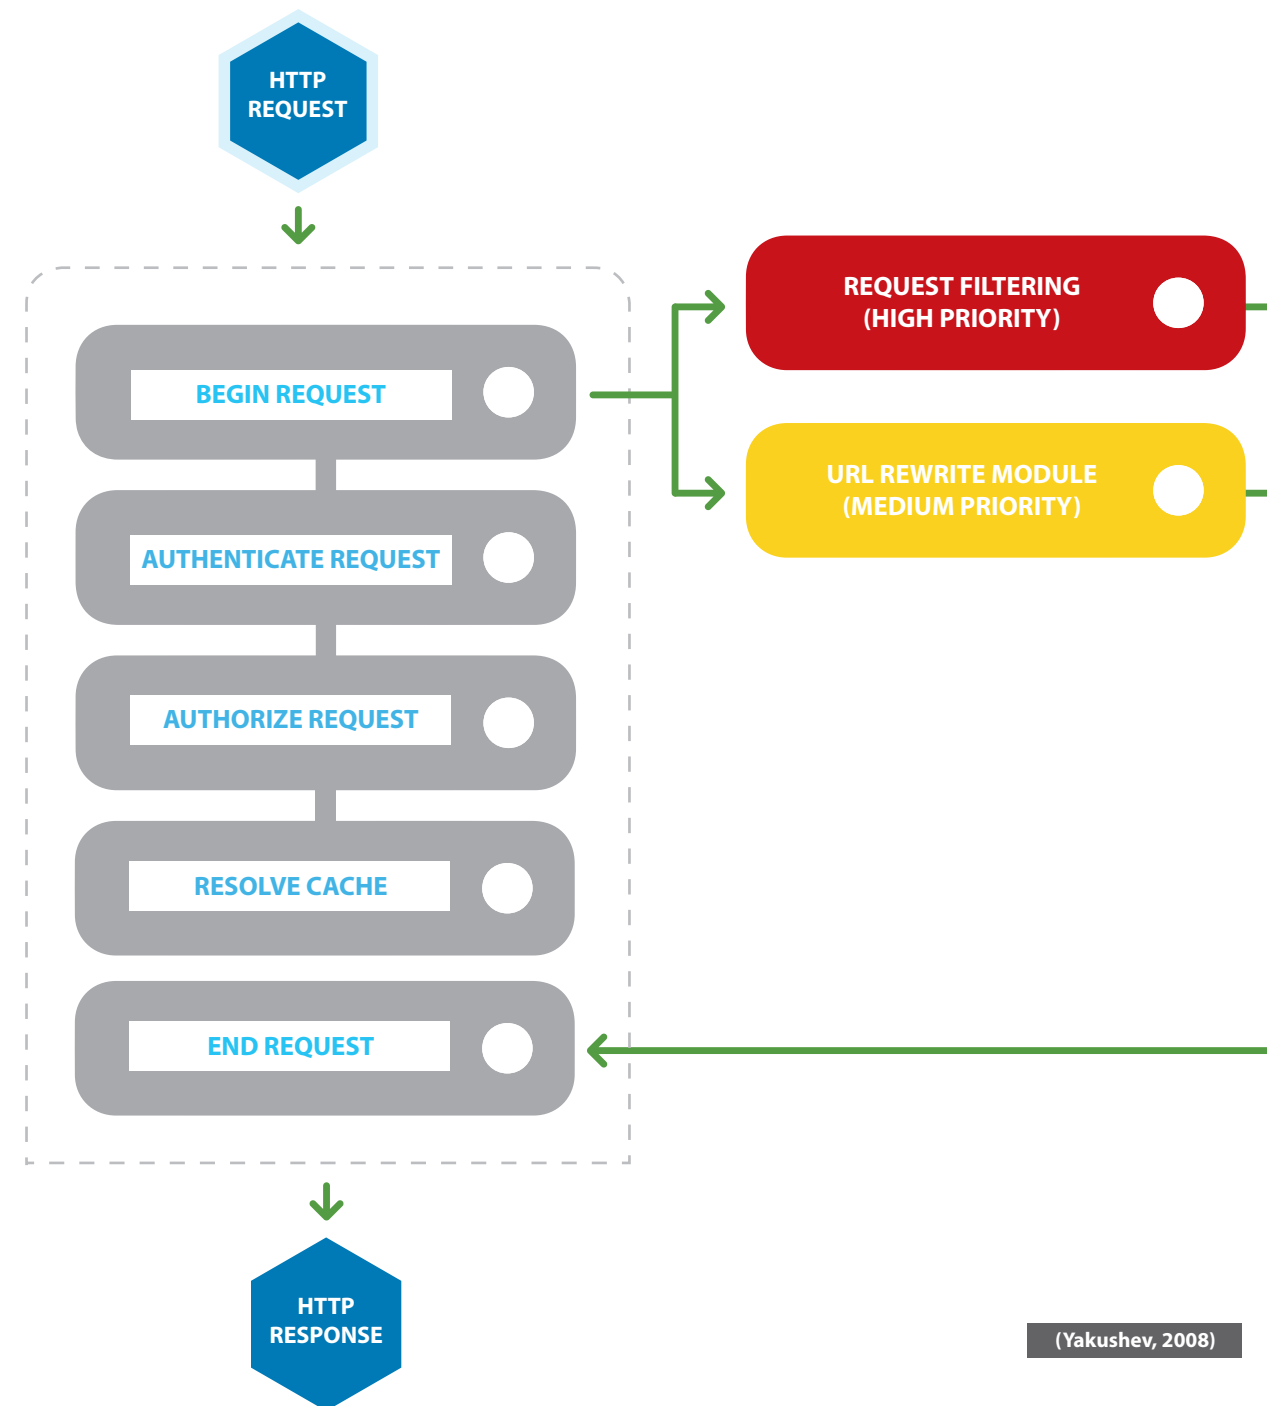 HTTP
REQUEST
REQUEST FILTERING
(HIGH PRIORITY)
BEGIN REQUEST
URL REWRITE MODULE
(MEDIUM PRIORITY)
AUTHENTICATE REQUEST
AUTHORIZE REQUEST
RESOLVE CACHE
END REQUEST
HTTP
RESPONSE
(Yakushev, 2008)